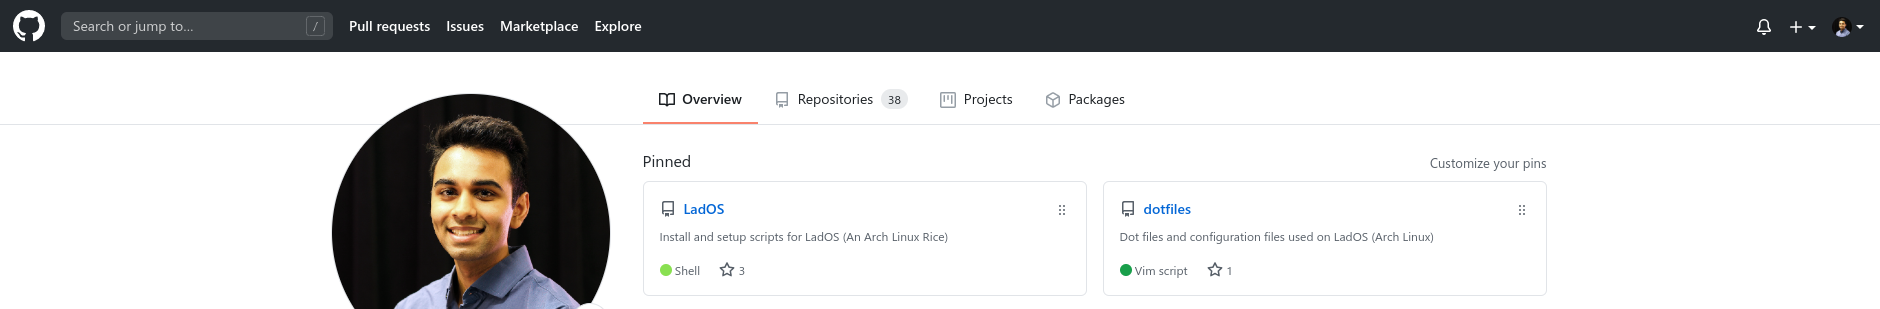 Search or jump to... / Pull requests Issues Marketplace Explore
Overview Repositories 38 Projects Packages
Pinned Customize your pins
LadOS
Install and setup scripts for LadOS (An Arch Linux Rice)
Shell 3
dotfiles
Dot files and configuration files used on LadOS (Arch Linux)
Vim script 1